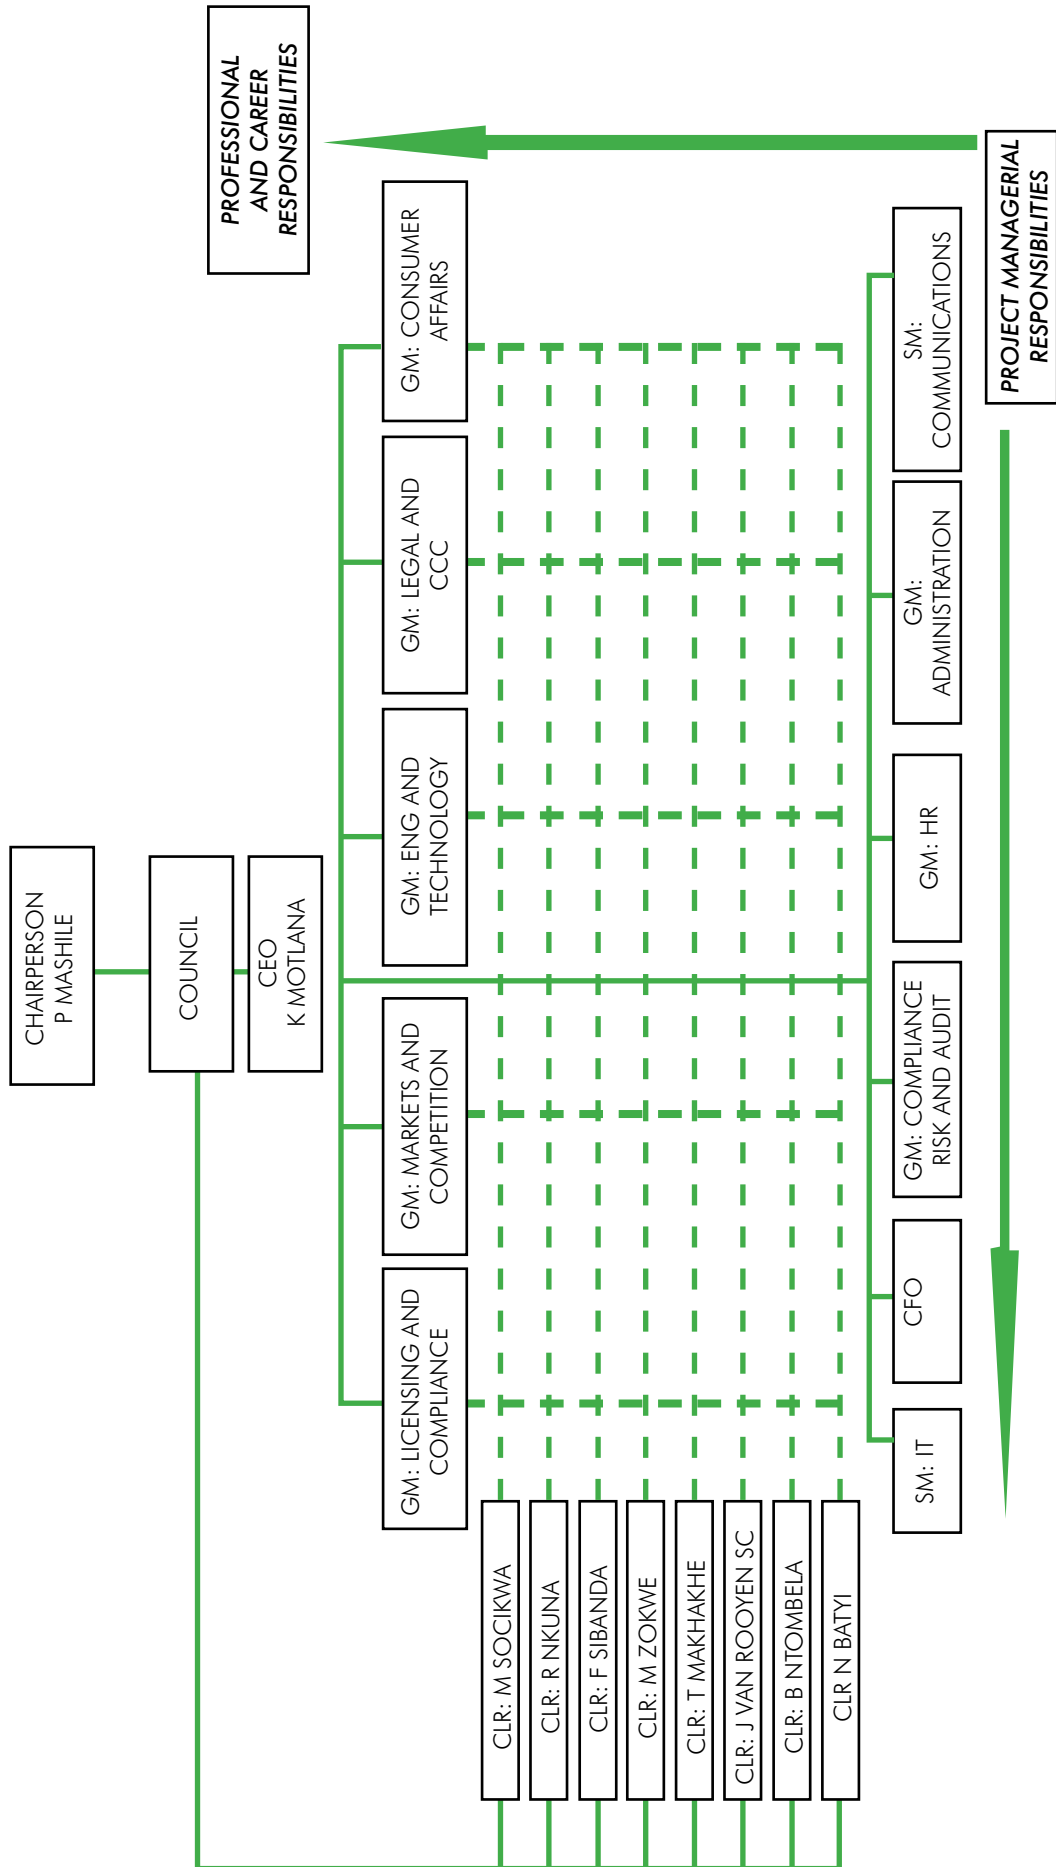 CHAIRPERSON
P MASHILE
COUNCIL
CEO
K MOTLANA
PROFESSIONAL
AND CAREER
RESPONSIBILITIES
GM: LICENSING AND
COMPLIANCE
GM: MARKETS AND
COMPETITION
GM: ENG AND
TECHNOLOGY
GM: LEGAL AND
CCC
GM: CONSUMER
AFFAIRS
CLR: M SOCIKWA
CLR: R NKUNA
CLR: F SIBANDA
CLR: M ZOKWE
CLR: T MAKHAKHE
CLR: J VAN ROOYEN SC
CLR: B NTOMBELA
CLR N BATYI
SM: IT
CFO
GM: COMPLIANCE
RISK AND AUDIT
GM: HR
GM:
ADMINISTRATION
SM:
COMMUNICATIONS
PROJECT MANAGERIAL
RESPONSIBILITIES